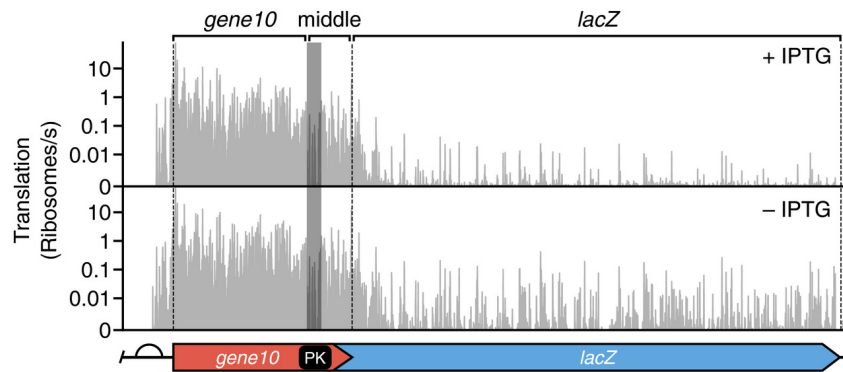 gene10 middle lacZ
+ IPTG
10
1
0.1
0.01
0
Translation
(Ribosomes/s)
– IPTG
10
1
0.1
0.01
0
gene10 PK lacZ